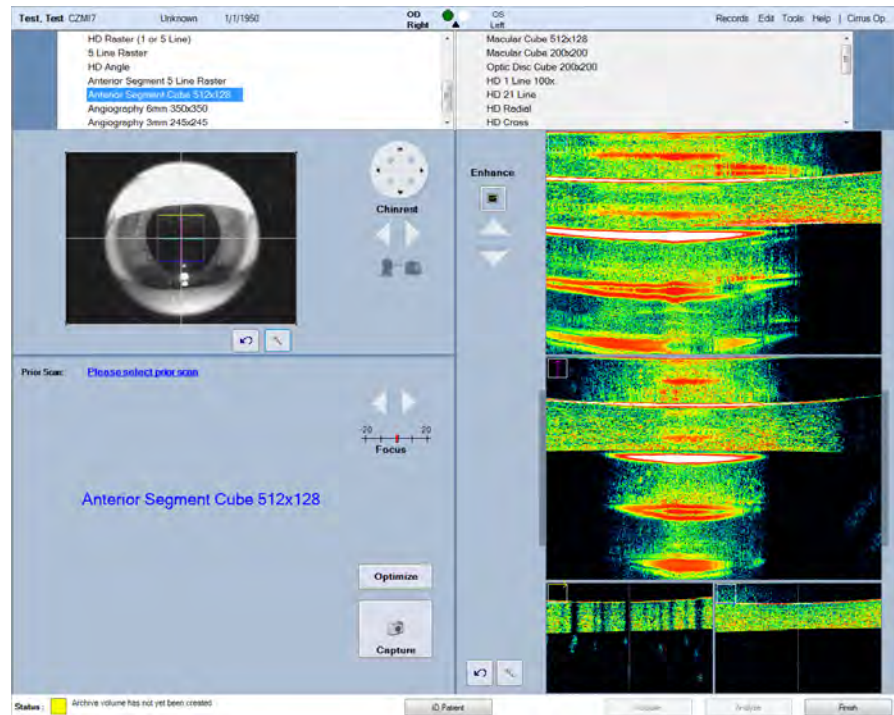 Test, Test CZMI7 Unknown 1/1/1950 OD Right OS Left Records Edit Tools Help | Cirrus Op...
HD Raster (1 or 5 Line)
5 Line Raster
HD Angle
Anterior Segment 5 Line Raster
Anterior Segment Cube 512x128
Angiography 6mm 350x350
Angiography 3mm 245x245
Macular Cube 512x128
Macular Cube 200x200
Optic Disc Cube 200x200
HD 1 Line 100x
HD 21 Line
HD Radial
HD Cross
Chinrest
Enhance
Prior Scan: Please select prior scan
-20 20
Focus
Anterior Segment Cube 512x128
Optimize
Capture
Status : Archive volume has not yet been created
ID Patient
Analyze
Finish